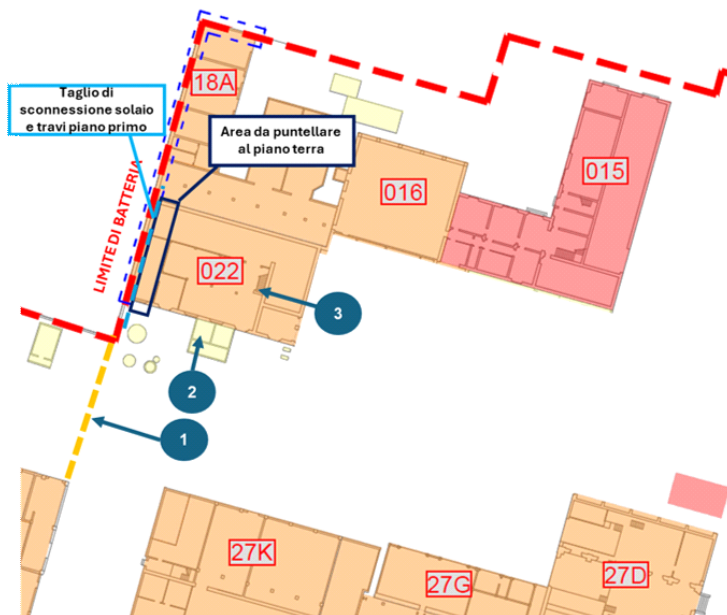 18A
Taglio di
sconnessione solaio
e travi piano primo
Area da puntellare
al piano terra
015
016
LIMITE DI BATTERIA
022
3
2
1
27K
27G
27D